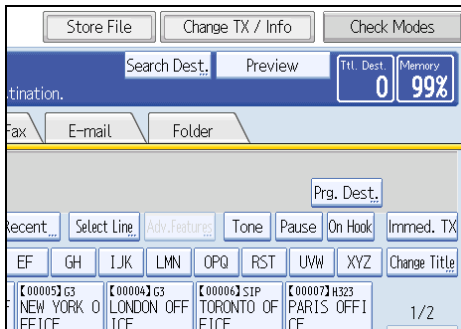 Store File Change TX / Info Check Modes
Search Dest. Preview Ttl. Dest. Memory
tination. 0 99%
Fax E-mail Folder
Prg. Dest.
Recent Select Line Adv.Features Tone Pause On Hook Immed. TX
EF GH IJK LMN OPQ RST UVW XYZ Change Title
【00005】G3 【00004】G3 【00006】SIP 【00007】H323
NEW YORK O LONDON OFF TORONTO OF PARIS OFFI 1/2
FFICE ICE FICE CE